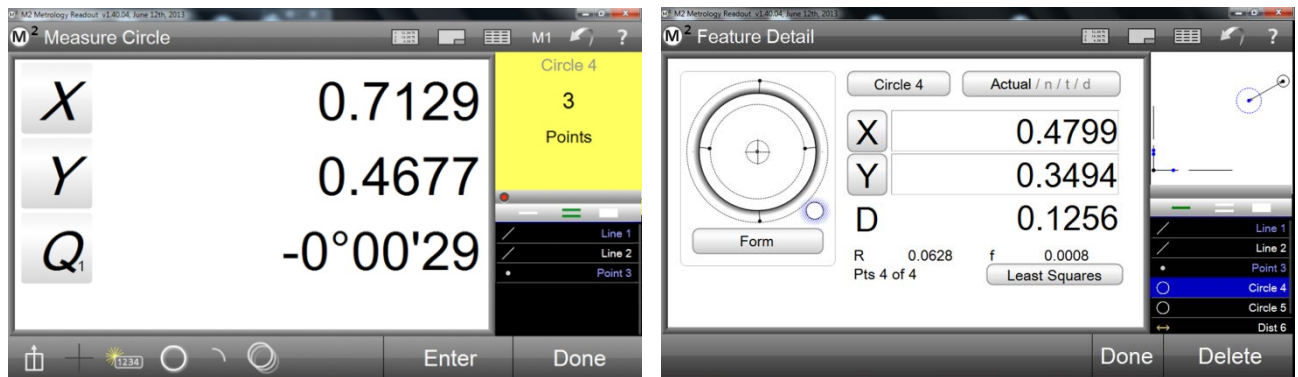 M2 Metrology Readout v1.40.04, June 12th, 2013
M² Measure Circle
M1 ?
X 0.7129
Y 0.4677
Q1 -0°00'29
Circle 4
3
Points
Line 1
Line 2
Point 3
1234
Enter
Done
M2 Metrology Readout v1.40.04, June 12th, 2013
M² Feature Detail
?
Form
Circle 4
Actual / n / t / d
X 0.4799
Y 0.3494
D 0.1256
R 0.0628 f 0.0008
Pts 4 of 4
Least Squares
Line 1
Line 2
Point 3
Circle 4
Circle 5
Dist 6
Done
Delete